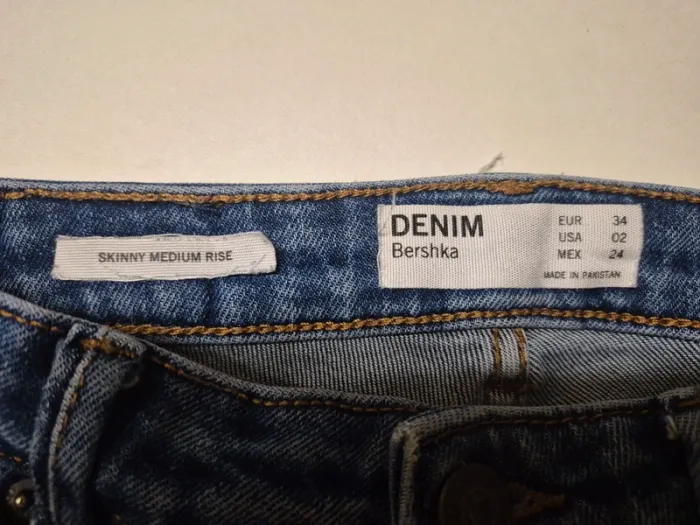 SKINNY MEDIUM RISE
DENIM
Bershka
EUR 34
USA 02
MEX 24
MADE IN PAKISTAN